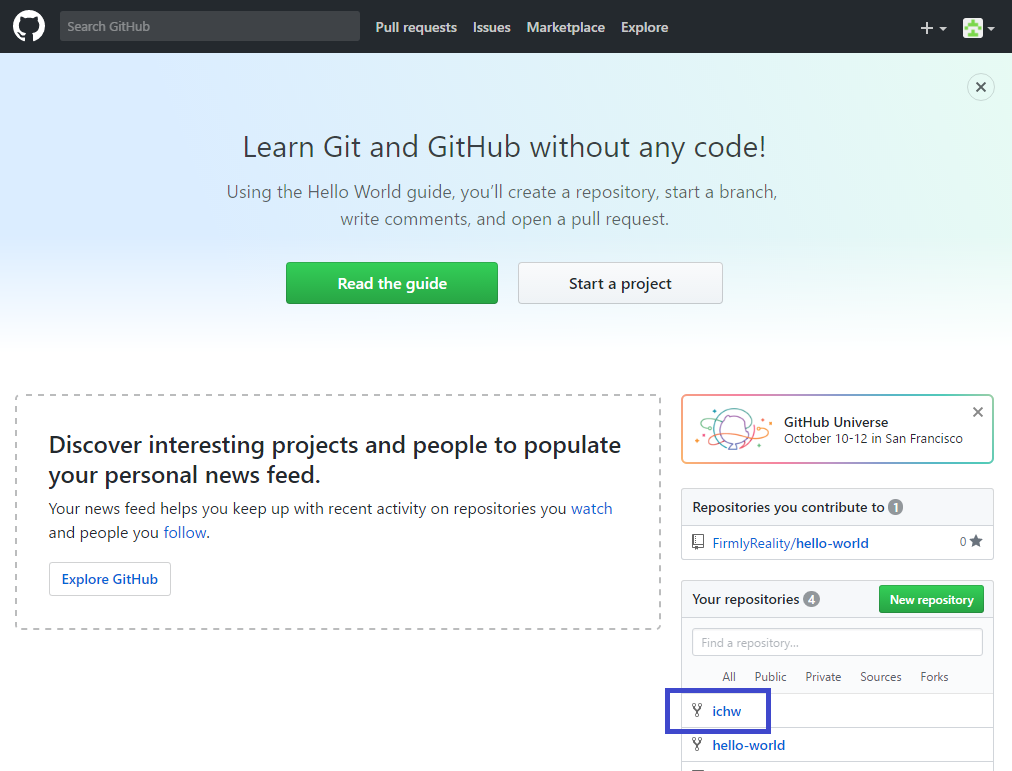 Search GitHub
Pull requests
Issues
Marketplace
Explore
Learn Git and GitHub without any code!
Using the Hello World guide, you’ll create a repository, start a branch,
write comments, and open a pull request.
Read the guide
Start a project
Discover interesting projects and people to populate
your personal news feed.
Your news feed helps you keep up with recent activity on repositories you watch
and people you follow.
Explore GitHub
GitHub Universe
October 10-12 in San Francisco
Repositories you contribute to 1
FirmlyReality/hello-world 0
Your repositories 4
New repository
Find a repository...
All Public Private Sources Forks
ichw
hello-world